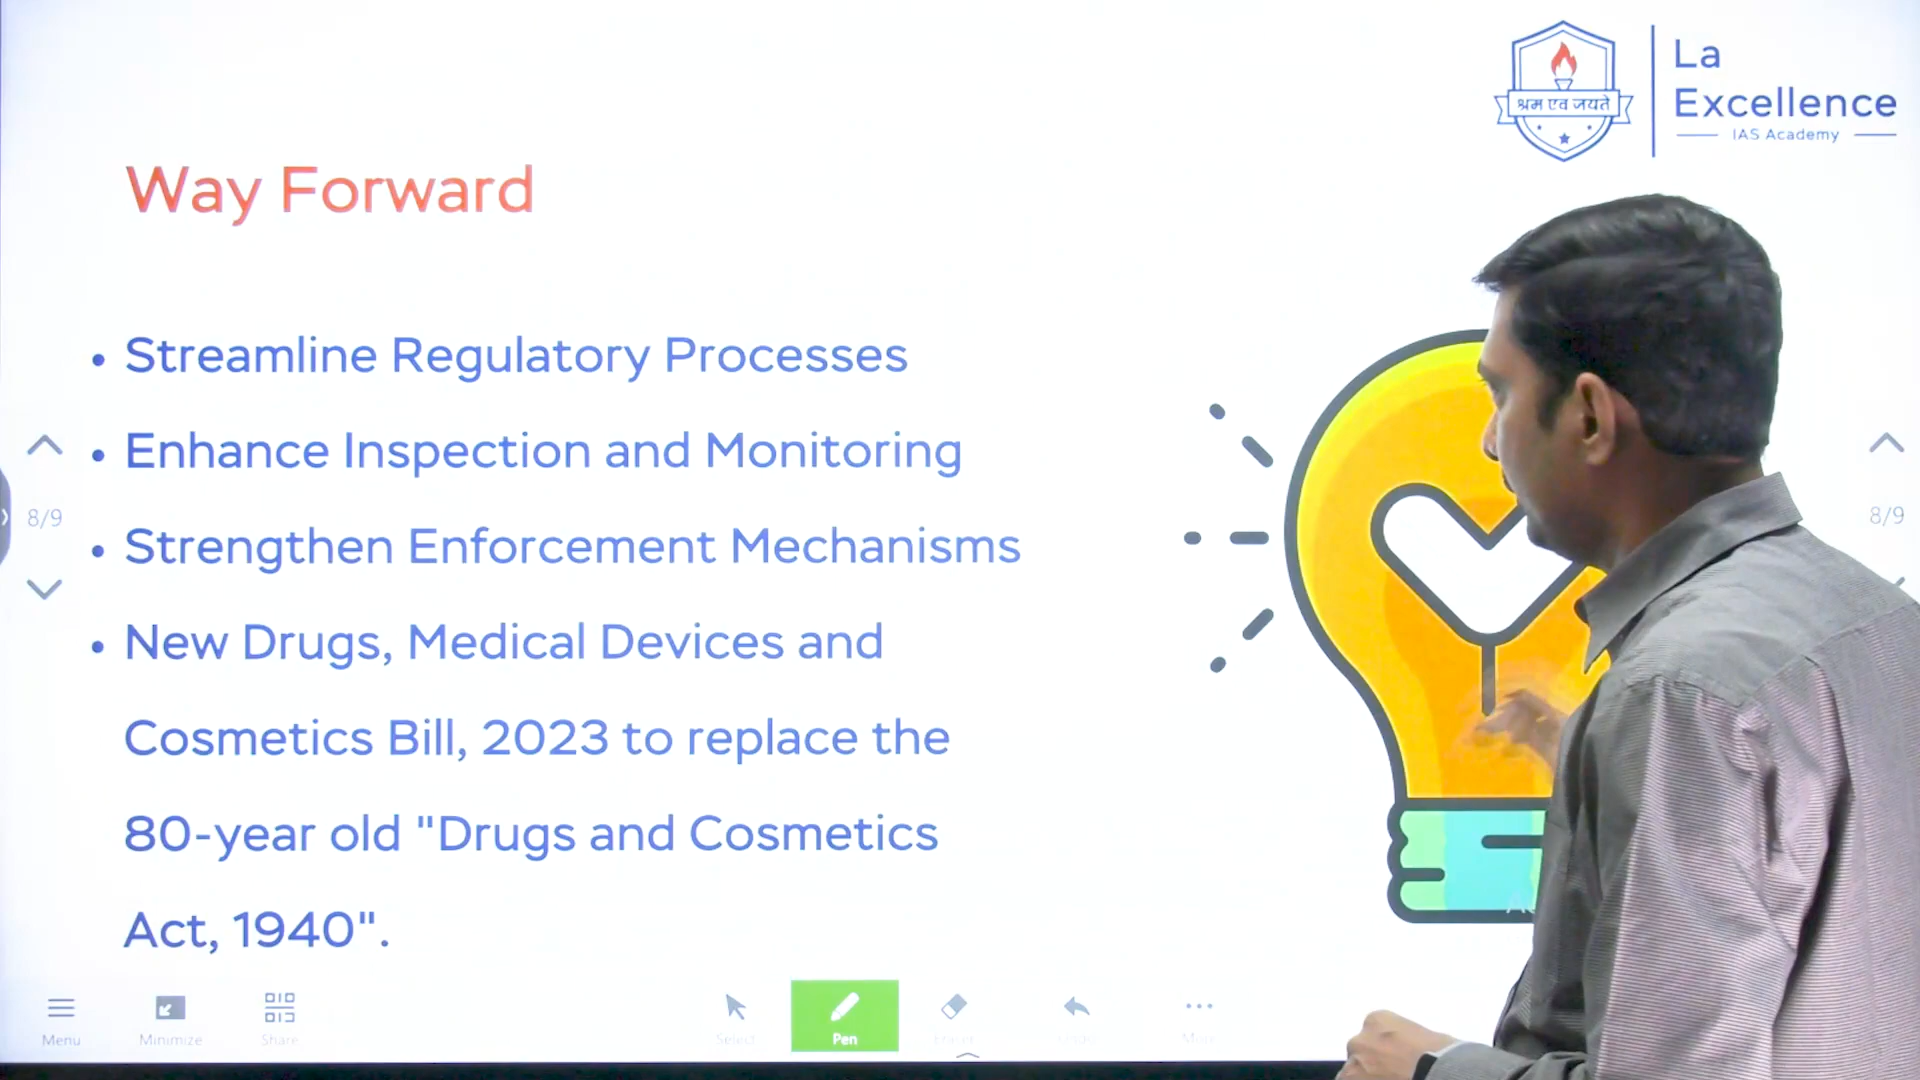 La
Excellence
IAS Academy
श्रम एव जयते
Way Forward
• Streamline Regulatory Processes
• Enhance Inspection and Monitoring
• Strengthen Enforcement Mechanisms
• New Drugs, Medical Devices and
Cosmetics Bill, 2023 to replace the
80-year old "Drugs and Cosmetics
Act, 1940".
8/9
8/9
Menu
Minimize
Share
Select
Pen